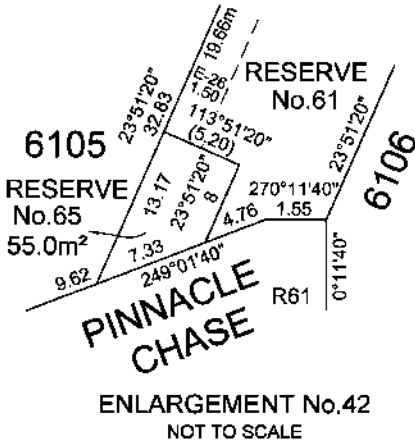 19.66m
E-26
1.50
RESERVE
No.61
23°51'20"
32.83
113°51'20"
(5.20)
23°51'20"
6105
6106
RESERVE
No.65
55.0m²
13.17
23°51'20"
8
270°11'40"
1.55
4.76
7.33
9.62
249°01'40"
0°11'40"
R61
PINNACLE
CHASE
ENLARGEMENT No.42
NOT TO SCALE